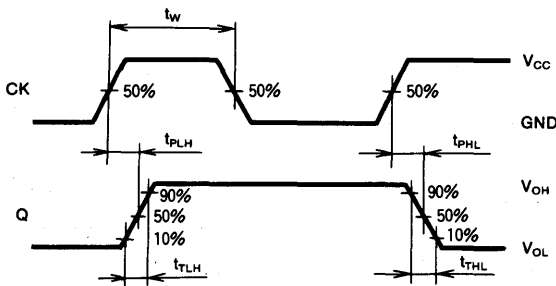 tW
VCC
CK
50%
50%
50%
GND
tPLH
tPHL
90%
90%
VOH
Q
50%
50%
10%
10%
VOL
tTLH
tTHL